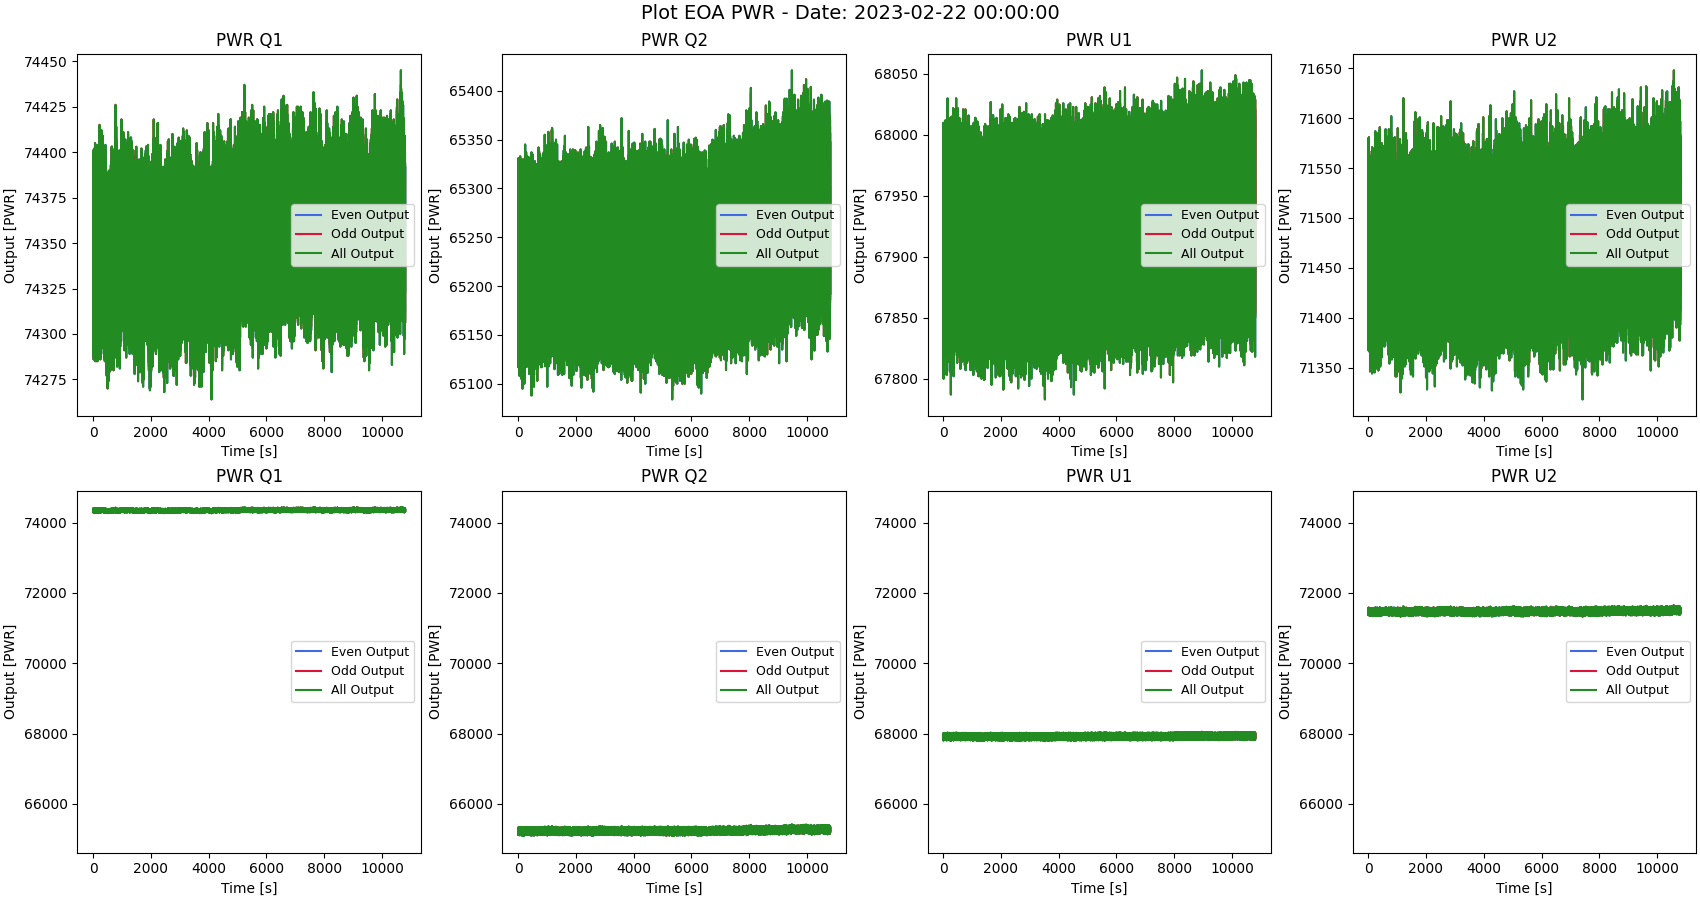 Plot EOA PWR - Date: 2023-02-22 00:00:00
PWR Q1
Output [PWR]
74450
74425
74400
74375
74350
74325
74300
74275
Even Output
Odd Output
All Output
0 2000 4000 6000 8000 10000
Time [s]
PWR Q2
Output [PWR]
65400
65350
65300
65250
65200
65150
65100
Even Output
Odd Output
All Output
0 2000 4000 6000 8000 10000
Time [s]
PWR U1
Output [PWR]
68050
68000
67950
67900
67850
67800
Even Output
Odd Output
All Output
0 2000 4000 6000 8000 10000
Time [s]
PWR U2
Output [PWR]
71650
71600
71550
71500
71450
71400
71350
Even Output
Odd Output
All Output
0 2000 4000 6000 8000 10000
Time [s]
PWR Q1
Output [PWR]
74000
72000
70000
68000
66000
Even Output
Odd Output
All Output
0 2000 4000 6000 8000 10000
Time [s]
PWR Q2
Output [PWR]
74000
72000
70000
68000
66000
Even Output
Odd Output
All Output
0 2000 4000 6000 8000 10000
Time [s]
PWR U1
Output [PWR]
74000
72000
70000
68000
66000
Even Output
Odd Output
All Output
0 2000 4000 6000 8000 10000
Time [s]
PWR U2
Output [PWR]
74000
72000
70000
68000
66000
Even Output
Odd Output
All Output
0 2000 4000 6000 8000 10000
Time [s]